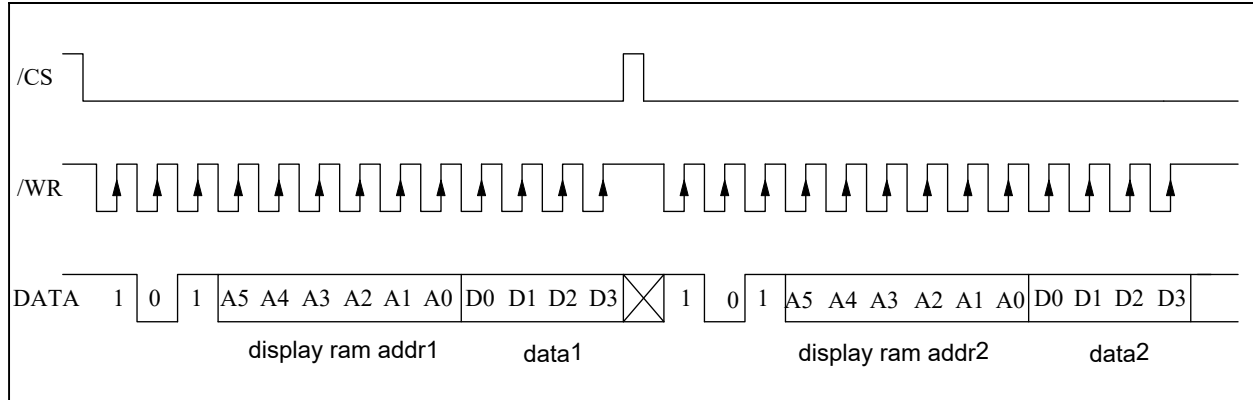 /CS
/WR
DATA 1 0 1 A5 A4 A3 A2 A1 A0 D0 D1 D2 D3 1 0 1 A5 A4 A3 A2 A1 A0 D0 D1 D2 D3
display ram addr1 data1 display ram addr2 data2